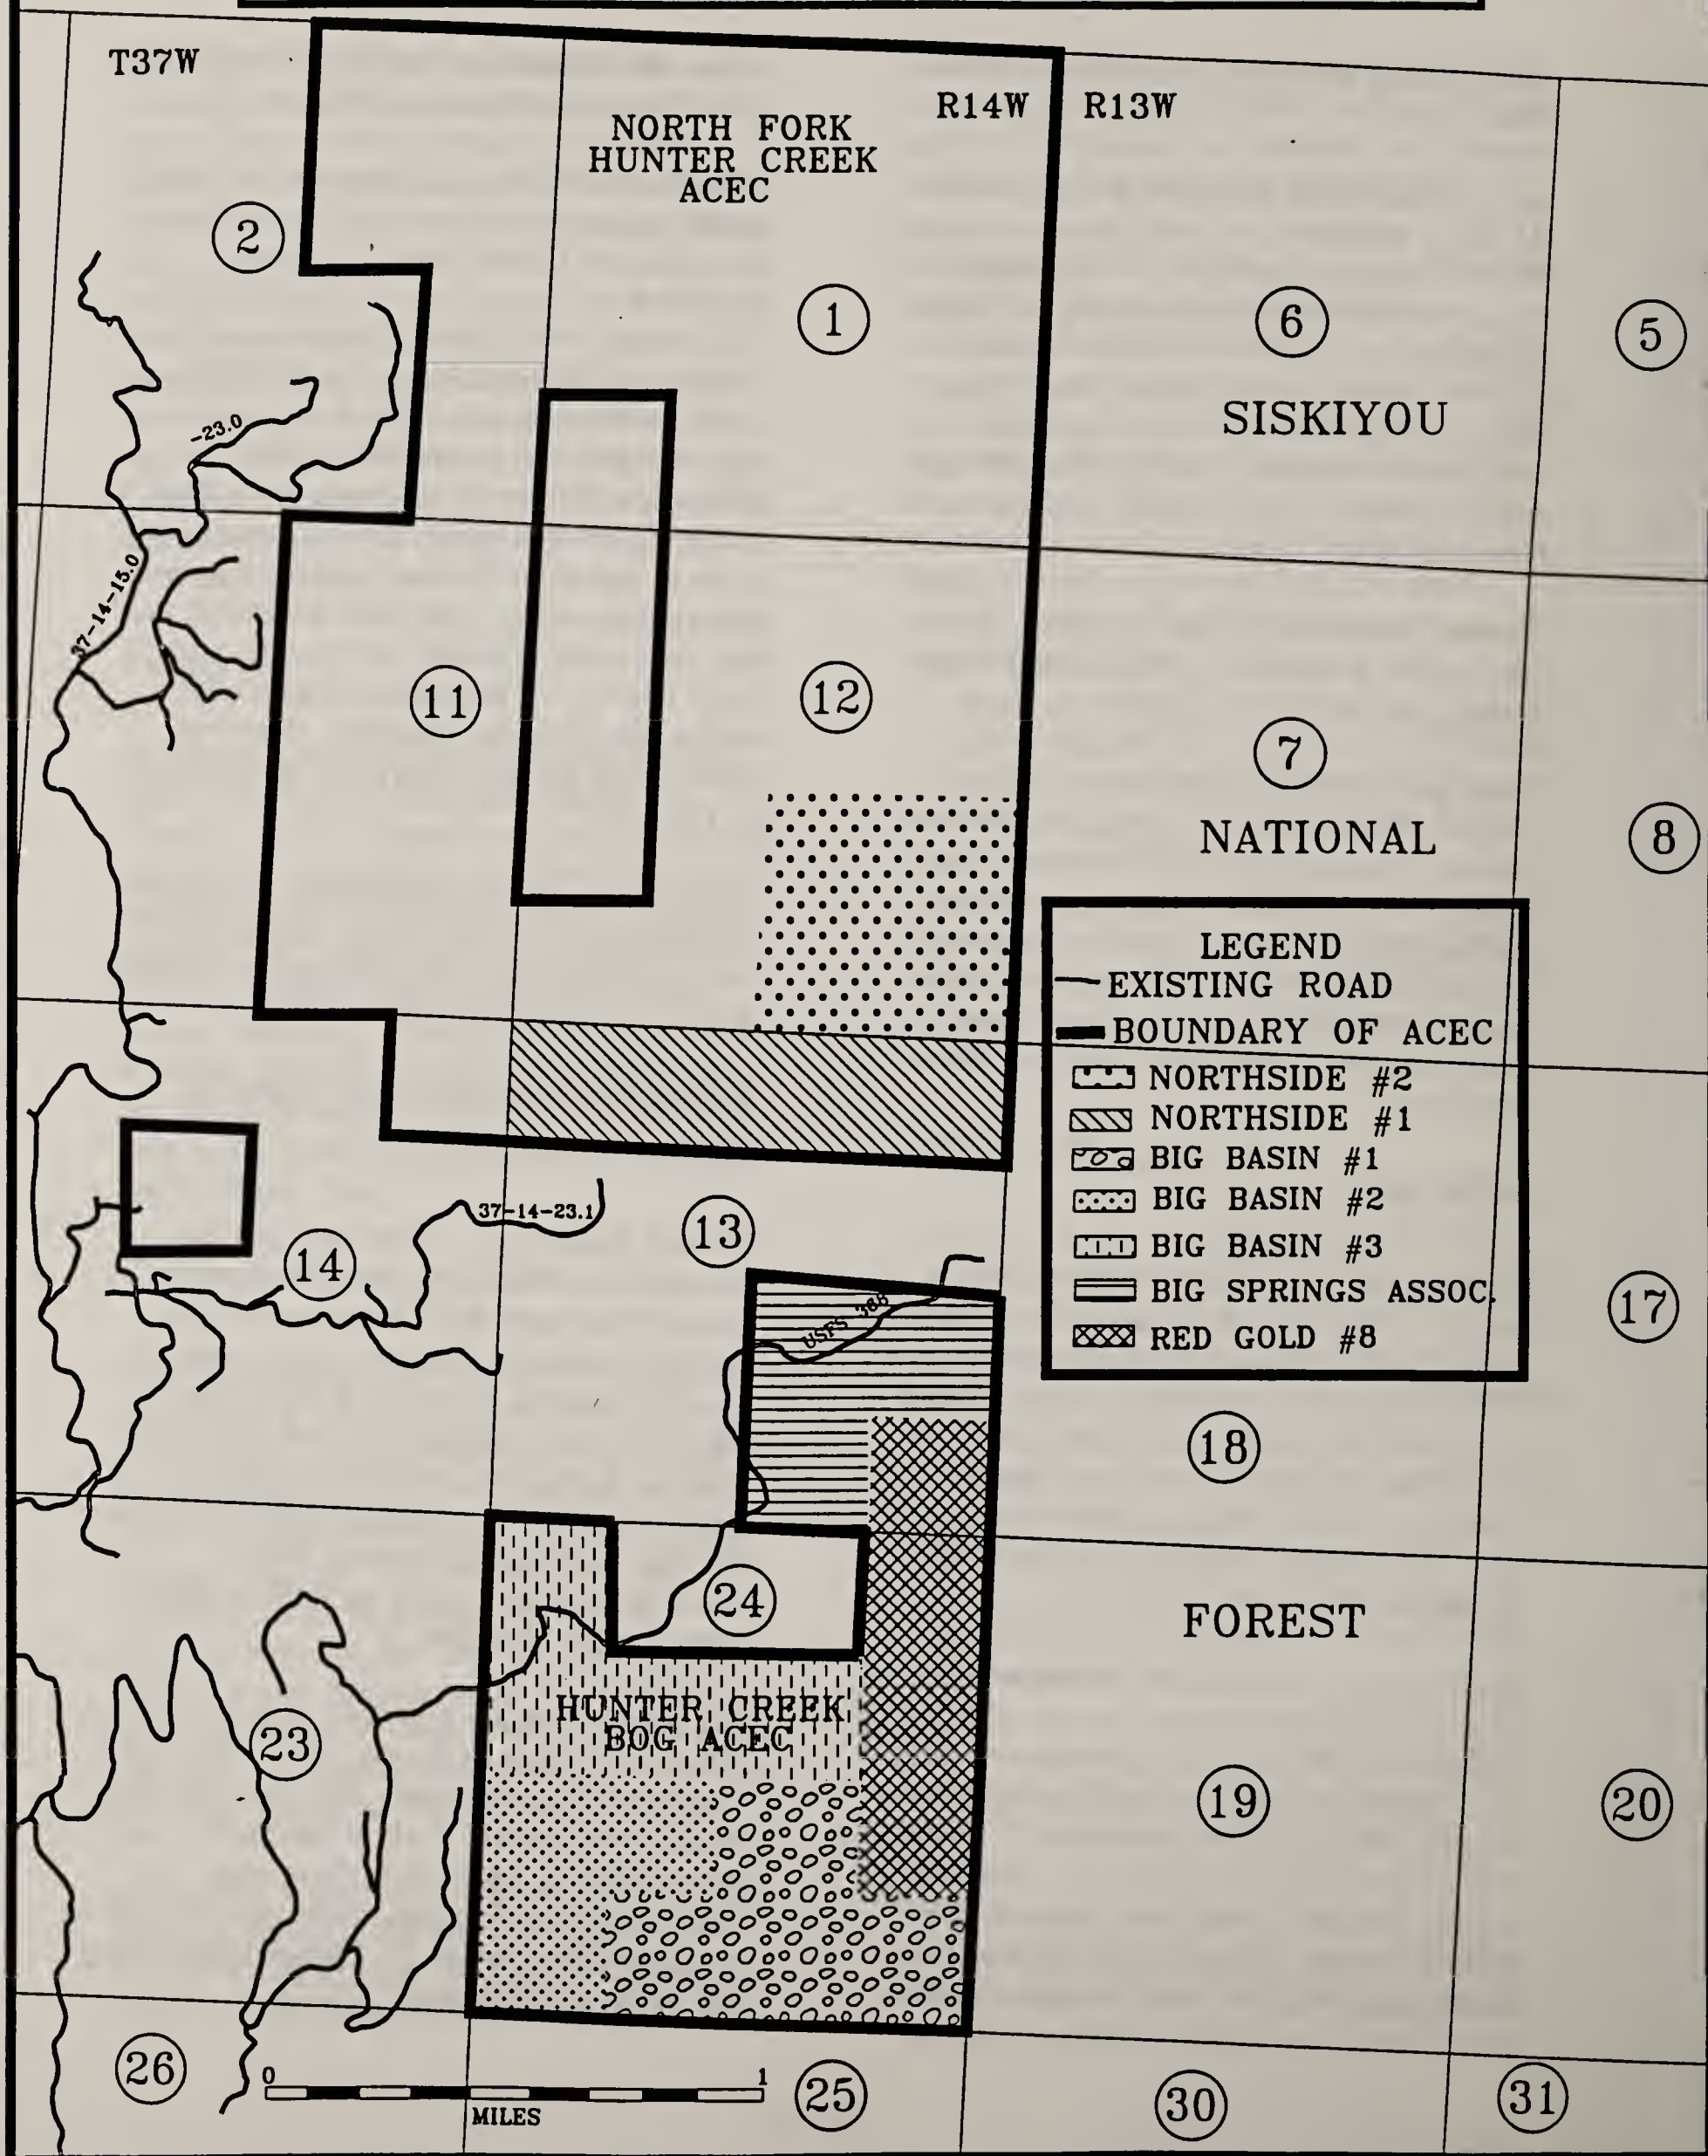 T37W
R14W
R13W
NORTH FORK
HUNTER CREEK
ACEC
2
1
6
5
SISKIYOU
-23.0
37-14-15.0
11
12
7
NATIONAL
8
LEGEND
EXISTING ROAD
BOUNDARY OF ACEC
NORTHSIDE #2
NORTHSIDE #1
BIG BASIN #1
BIG BASIN #2
BIG BASIN #3
BIG SPRINGS ASSOC.
RED GOLD #8
37-14-23.1
13
14
17
USFS 368
18
24
FOREST
HUNTER CREEK
BOG ACEC
23
19
20
26
0
1
MILES
25
30
31